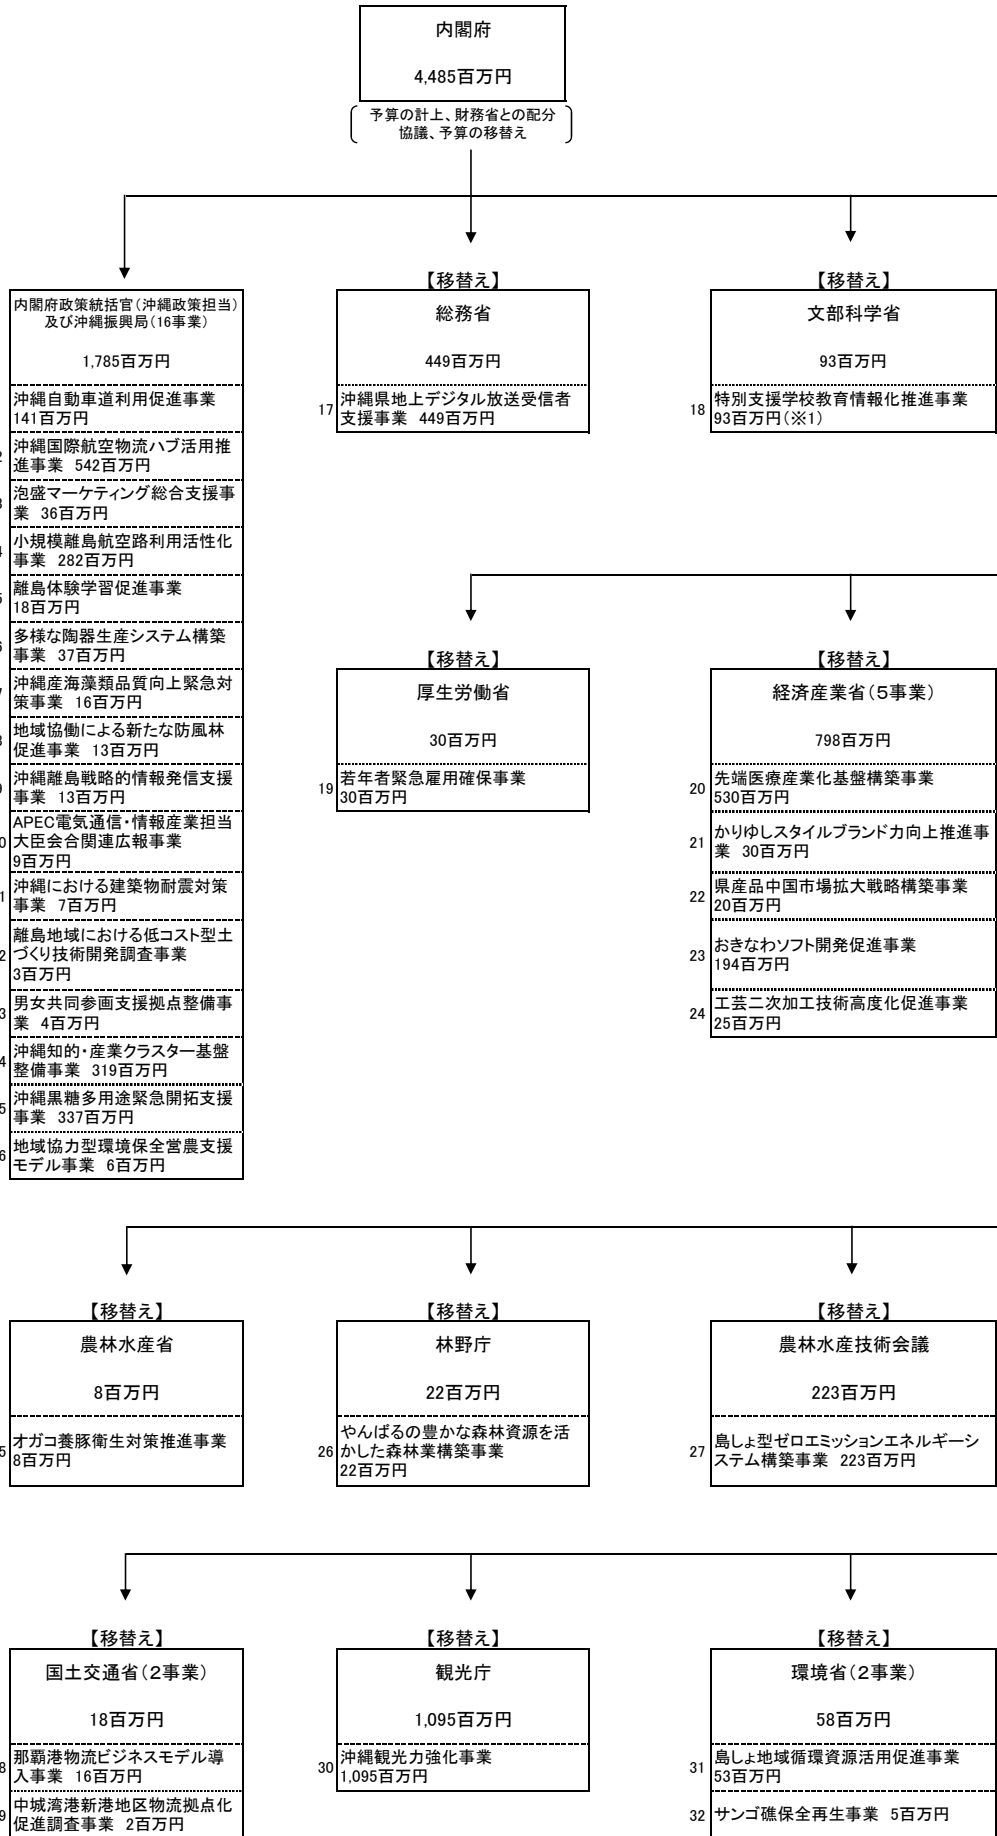 内閣府
4,485百万円
予算の計上、財務省との配分
協議、予算の移替え
内閣府政策統括官（沖縄政策担当）
及び沖縄振興局（16事業）
1,785百万円
沖縄自動車道利用促進事業
141百万円
2
沖縄国際航空物流ハブ活用推
進事業 542百万円
3
泡盛マーケティング総合支援事
業 36百万円
4
小規模離島航空路利用活性化
事業 282百万円
5
離島体験学習促進事業
18百万円
6
多様な陶器生産システム構築
事業 37百万円
7
沖縄産海藻類品質向上緊急対
策事業 16百万円
8
地域協働による新たな防風林
促進事業 13百万円
9
沖縄離島戦略的情報発信支援
事業 13百万円
0
APEC電気通信・情報産業担当
大臣会合関連広報事業
9百万円
1
沖縄における建築物耐震対策
事業 7百万円
2
離島地域における低コスト型土
づくり技術開発調査事業
3百万円
3
男女共同参画支援拠点整備事
業 4百万円
4
沖縄知的・産業クラスター基盤
整備事業 319百万円
5
沖縄黒糖多用途緊急開拓支援
事業 337百万円
6
地域協力型環境保全営農支援
モデル事業 6百万円
【移替え】
総務省
449百万円
17
沖縄県地上デジタル放送受信者
支援事業 449百万円
【移替え】
文部科学省
93百万円
18
特別支援学校教育情報化推進事業
93百万円（※1）
【移替え】
厚生労働省
30百万円
19
若年者緊急雇用確保事業
30百万円
【移替え】
経済産業省（5事業）
798百万円
20
先端医療産業化基盤構築事業
530百万円
21
かりゆしスタイルブランド力向上推進事
業 30百万円
22
県産品中国市場拡大戦略構築事業
20百万円
23
おきなわソフト開発促進事業
194百万円
24
工芸二次加工技術高度化促進事業
25百万円
【移替え】
農林水産省
8百万円
5
オガコ養豚衛生対策推進事業
8百万円
【移替え】
林野庁
22百万円
26
やんばるの豊かな森林資源を活
かした森林業構築事業
22百万円
【移替え】
農林水産技術会議
223百万円
27
島しょ型ゼロエミッションエネルギーシ
ステム構築事業 223百万円
【移替え】
国土交通省（2事業）
18百万円
8
那覇港物流ビジネスモデル導
入事業 16百万円
9
中城湾港新港地区物流拠点化
促進調査事業 2百万円
【移替え】
観光庁
1,095百万円
30
沖縄観光力強化事業
1,095百万円
【移替え】
環境省（2事業）
58百万円
31
島しょ地域循環資源活用促進事業
53百万円
32
サンゴ礁保全再生事業 5百万円